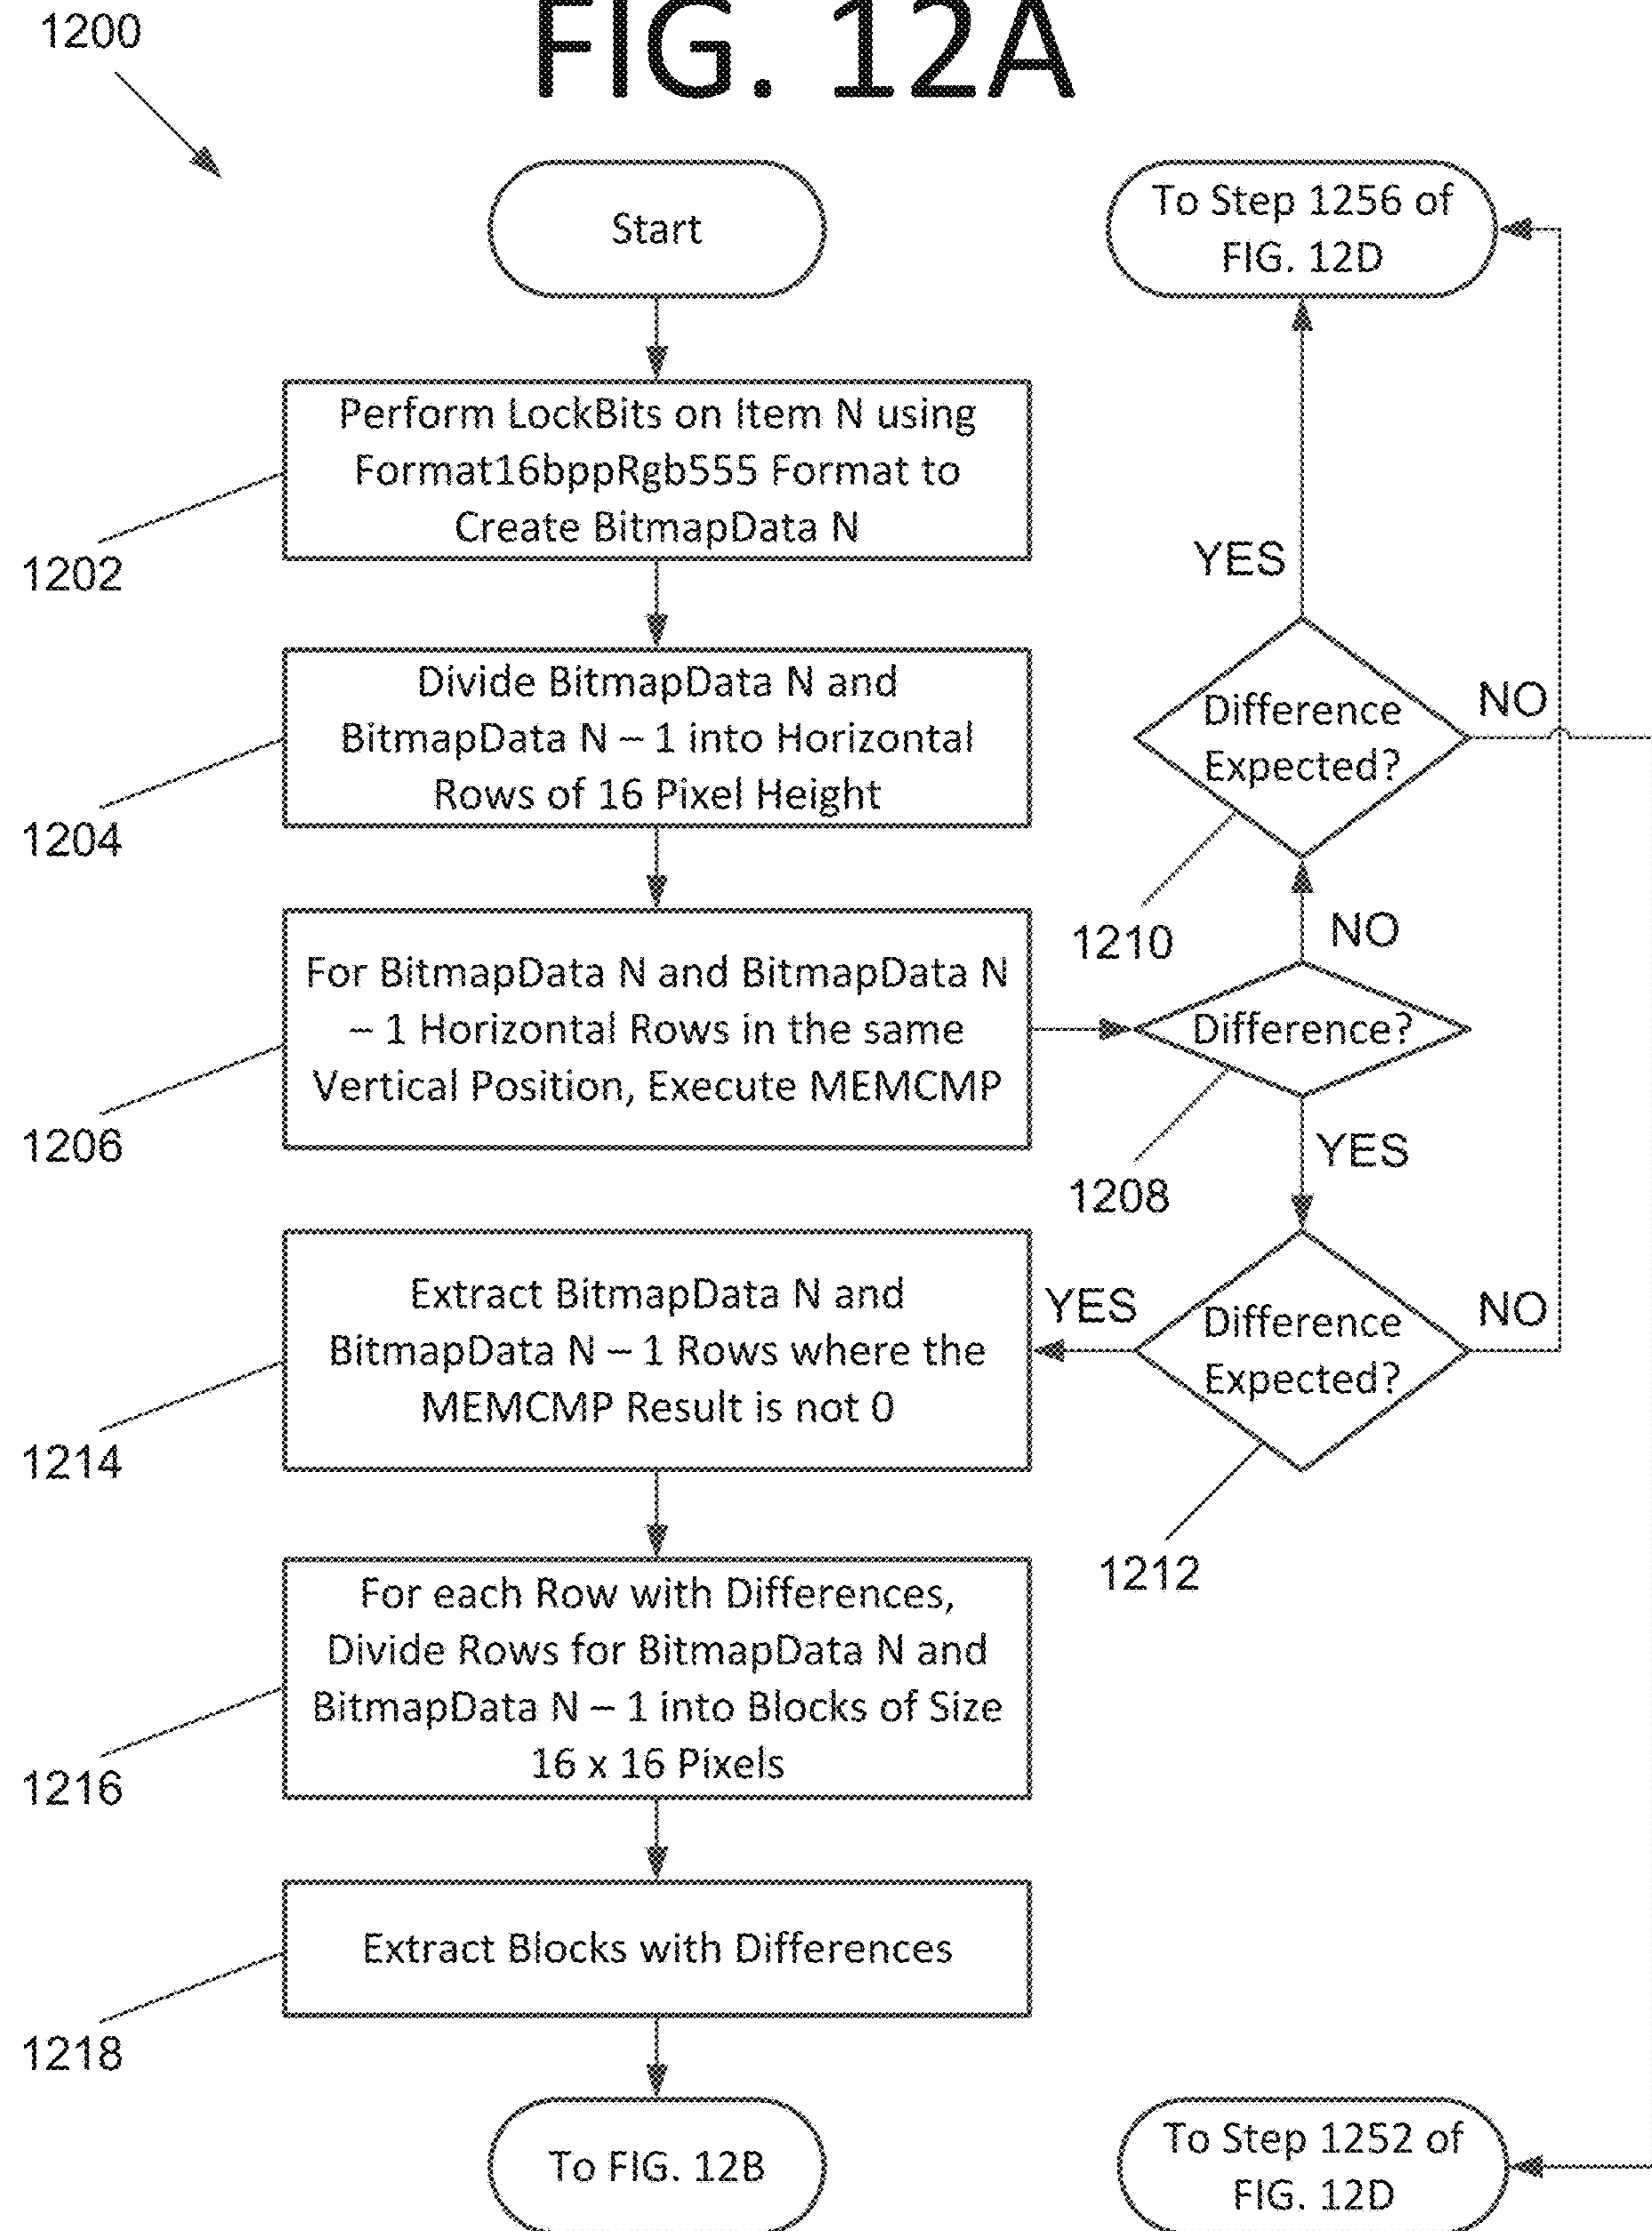 FIG. 12A
1200
Start
To Step 1256 of
FIG. 12D
Perform LockBits on Item N using
Format16bppRgb555 Format to
Create BitmapData N
1202
YES
Divide BitmapData N and
BitmapData N – 1 into Horizontal
Rows of 16 Pixel Height
1204
Difference
Expected?
NO
1210
NO
For BitmapData N and BitmapData N
– 1 Horizontal Rows in the same
Vertical Position, Execute MEMCMP
1206
Difference?
1208
YES
Extract BitmapData N and
BitmapData N – 1 Rows where the
MEMCMP Result is not 0
1214
YES
Difference
Expected?
NO
1212
For each Row with Differences,
Divide Rows for BitmapData N and
BitmapData N – 1 into Blocks of Size
16 x 16 Pixels
1216
Extract Blocks with Differences
1218
To FIG. 12B
To Step 1252 of
FIG. 12D